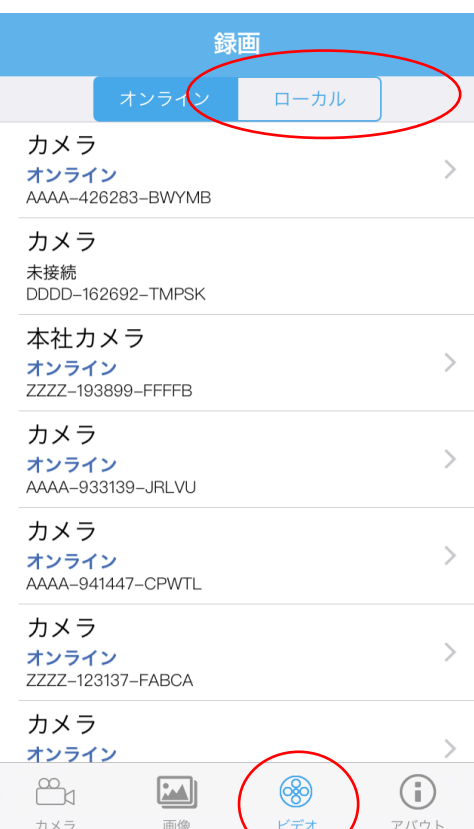 録画
オンライン ローカル
カメラ
オンライン
AAAA-426283-BWYMB
カメラ
未接続
DDDD-162692-TMPSK
本社カメラ
オンライン
ZZZZ-193899-FFFFB
カメラ
オンライン
AAAA-933139-JRLVU
カメラ
オンライン
AAAA-941447-CPWTL
カメラ
オンライン
ZZZZ-123137-FABCA
カメラ
オンライン
カメラ 画像 ビデオ アバウト